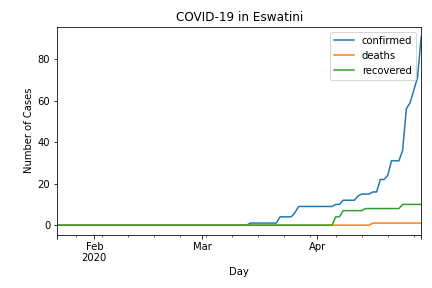 COVID-19 in Eswatini
confirmed
deaths
recovered
Number of Cases
80
60
40
20
0
Feb
2020
Mar
Apr
Day